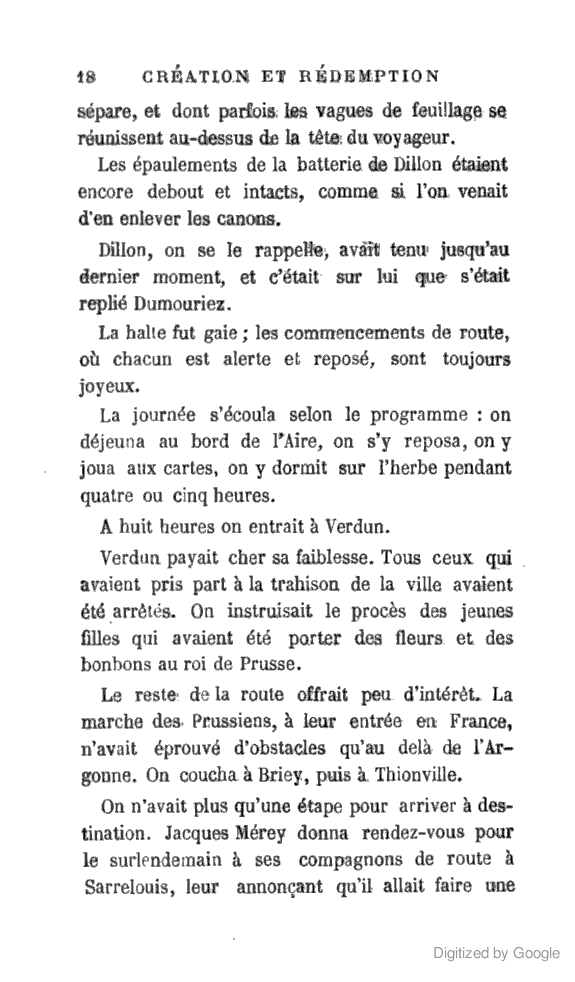 18 CRÉATION ET RÉDEMPTION
sépare, et dont parfois les vagues de feuillage se
réunissent au-dessus de la tête du voyageur.
Les épaulements de la batterie de Dillon étaient
encore debout et intacts, comme si l'on venait
d'en enlever les canons.
Dillon, on se le rappelle, avait tenu jusqu'au
dernier moment, et c'était sur lui que s'était
replié Dumouriez.
La halte fut gaie ; les commencements de route,
où chacun est alerte et reposé, sont toujours
joyeux.
La journée s'écoula selon le programme : on
déjeuna au bord de l'Aire, on s'y reposa, on y
joua aux cartes, on y dormit sur l'herbe pendant
quatre ou cinq heures.
A huit heures on entrait à Verdun.
Verdun payait cher sa faiblesse. Tous ceux qui
avaient pris part à la trahison de la ville avaient
été arrêtés. On instruisait le procès des jeunes
filles qui avaient été porter des fleurs et des
bonbons au roi de Prusse.
Le reste de la route offrait peu d'intérêt. La
marche des Prussiens, à leur entrée en France,
n'avait éprouvé d'obstacles qu'au delà de l'Ar-
gonne. On coucha à Briey, puis à Thionville.
On n'avait plus qu'une étape pour arriver à des-
tination. Jacques Mérey donna rendez-vous pour
le surlendemain à ses compagnons de route à
Sarrelouis, leur annonçant qu'il allait faire une
Digitized by Google